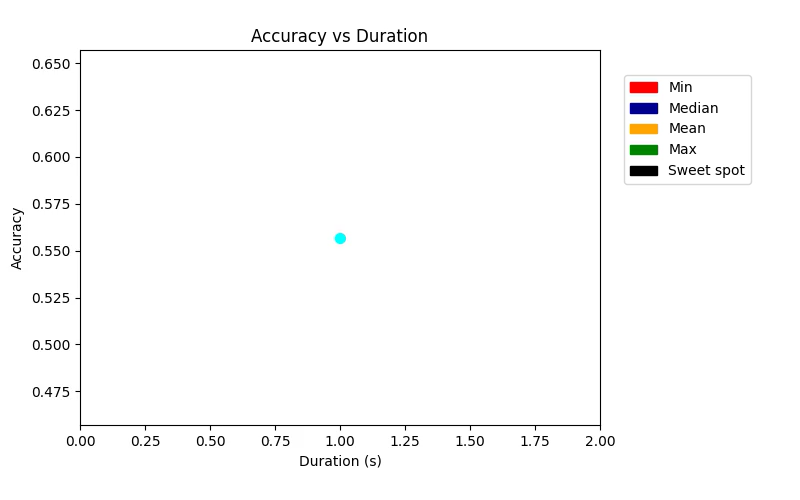 Accuracy vs Duration
0.650
0.625
0.600
0.575
0.550
0.525
0.500
0.475
Accuracy
0.00 0.25 0.50 0.75 1.00 1.25 1.50 1.75 2.00
Duration (s)
Min
Median
Mean
Max
Sweet spot